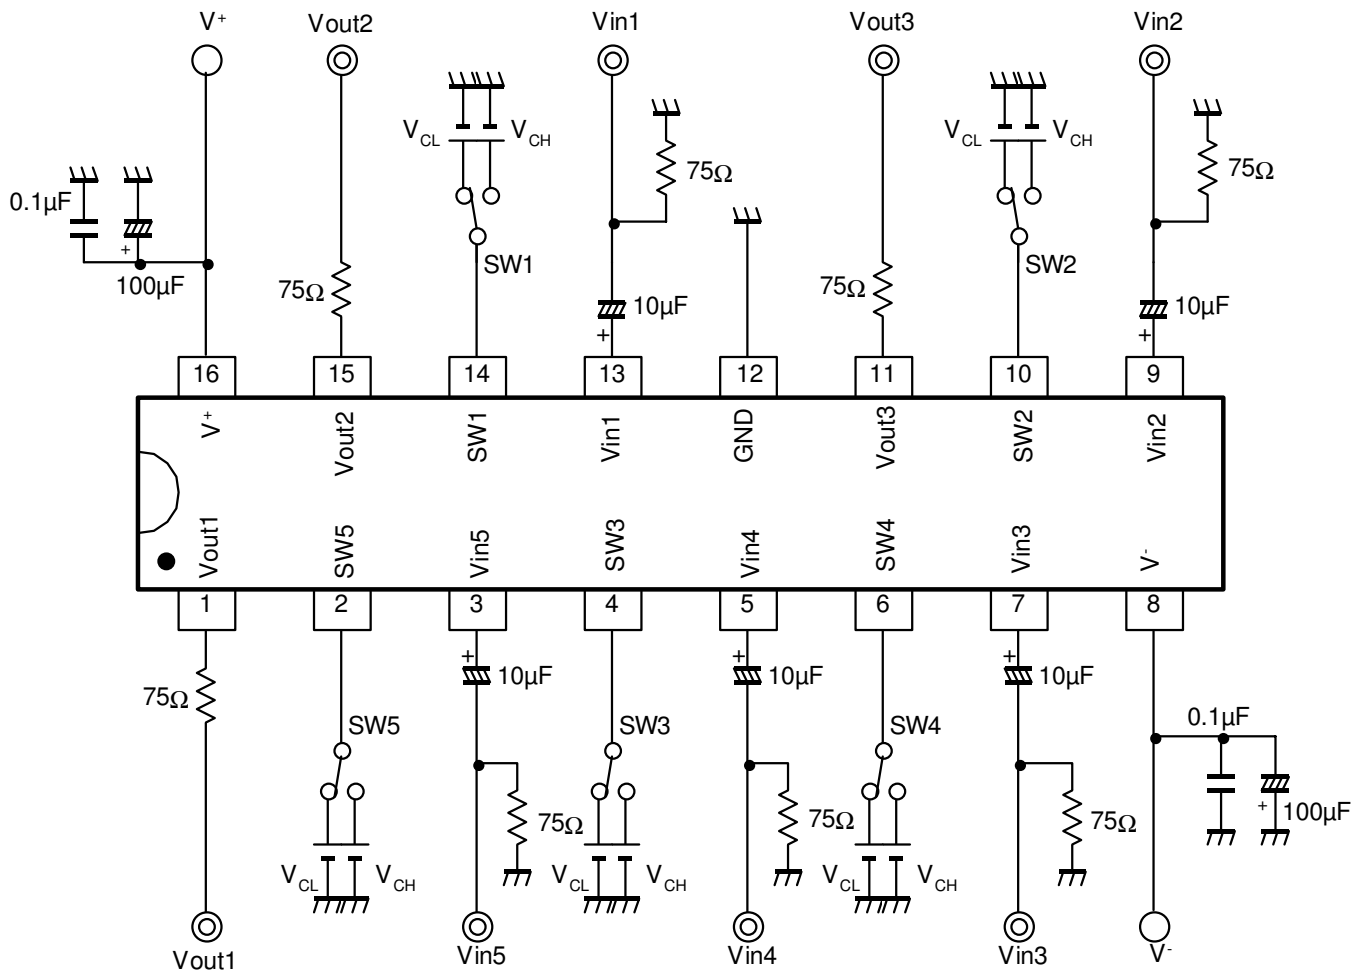 V+ Vout2 Vin1 Vout3 Vin2
VCL VCH VCL VCH
75Ω 75Ω
0.1µF
+
100µF
SW1 SW2
75Ω 10µF 75Ω 10µF
+ +
16 15 14 13 12 11 10 9
V+ Vout2 SW1 Vin1 GND Vout3 SW2 Vin2
Vout1 SW5 Vin5 SW3 Vin4 SW4 Vin3 V-
1 2 3 4 5 6 7 8
+ + +
10µF 10µF 10µF
75Ω
SW5 SW3 SW4
0.1µF
+
100µF
75Ω 75Ω 75Ω
VCL VCH VCL VCH VCL VCH
Vout1 Vin5 Vin4 Vin3 V-